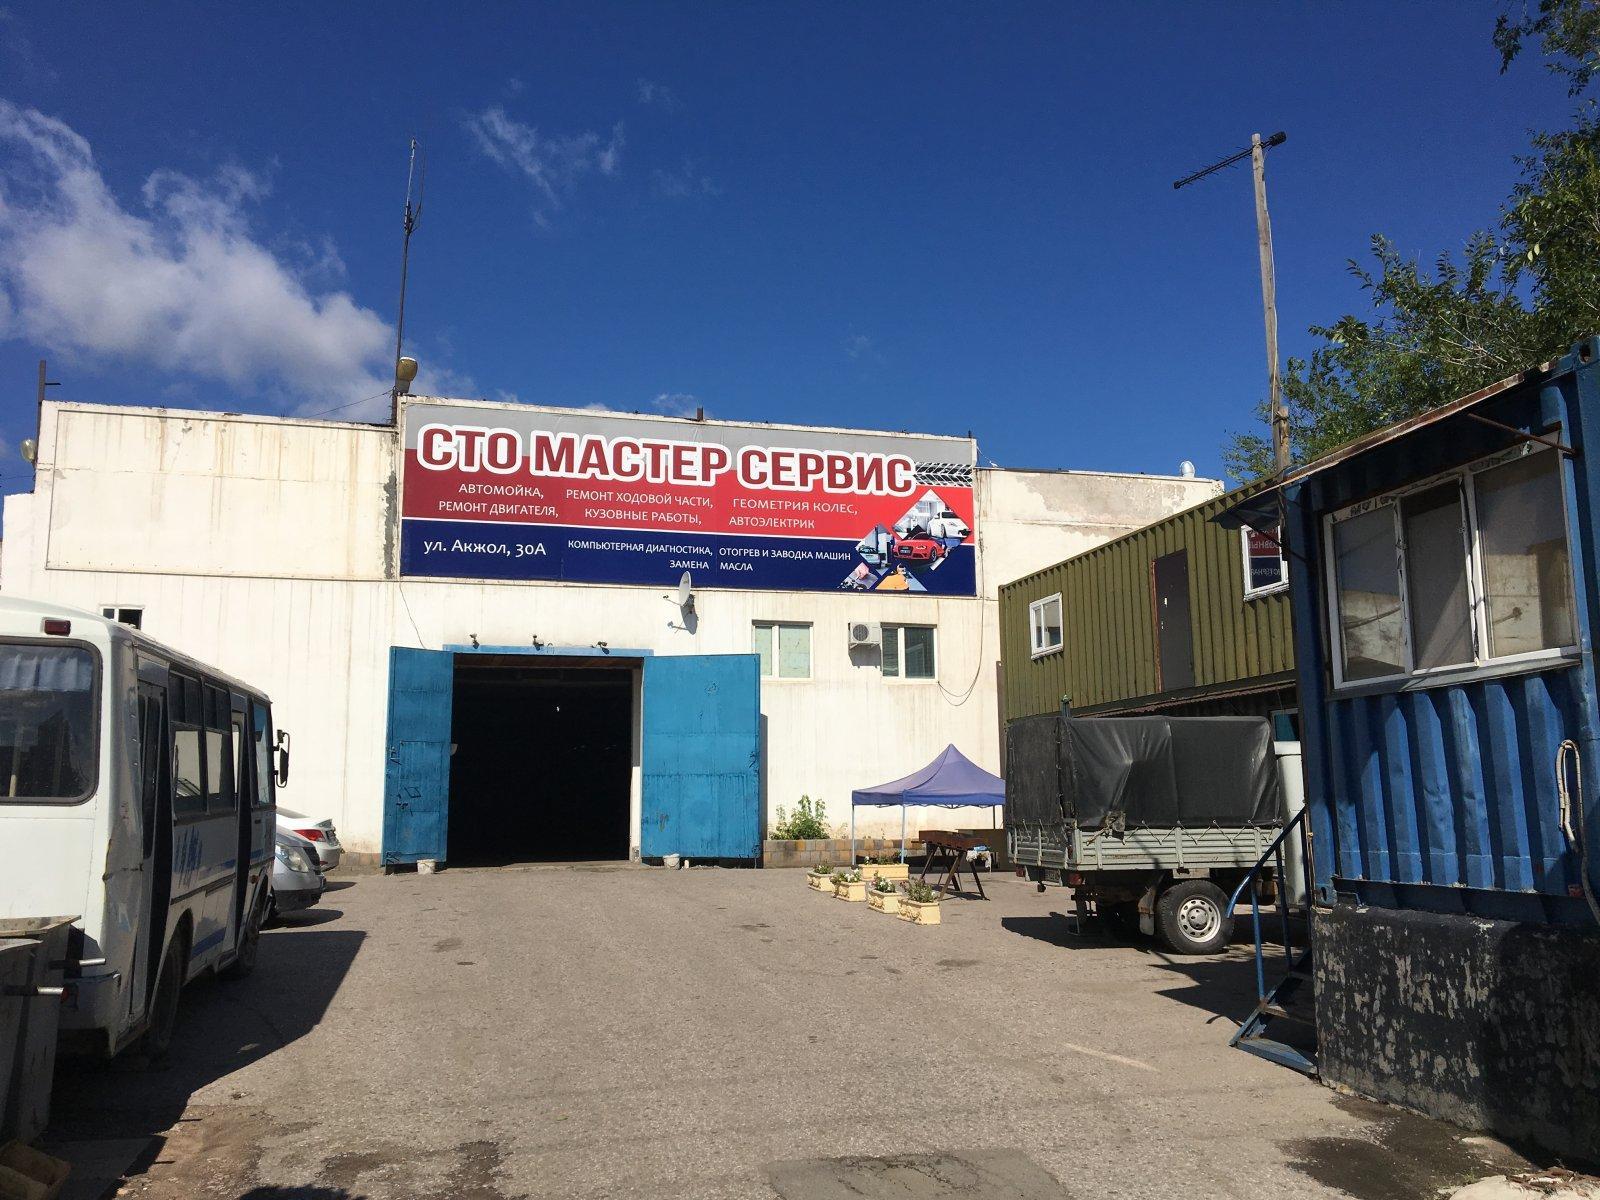 СТО МАСТЕР СЕРВИС
АВТОМОЙКА, РЕМОНТ ХОДОВОЙ ЧАСТИ, ГЕОМЕТРИЯ КОЛЕС,
РЕМОНТ ДВИГАТЕЛЯ, КУЗОВНЫЕ РАБОТЫ, АВТОЭЛЕКТРИК
ул. Акжол, 30А
КОМПЬЮТЕРНАЯ ДИАГНОСТИКА, ОТОГРЕВ И ЗАВОДКА МАШИН
ЗАМЕНА МАСЛА